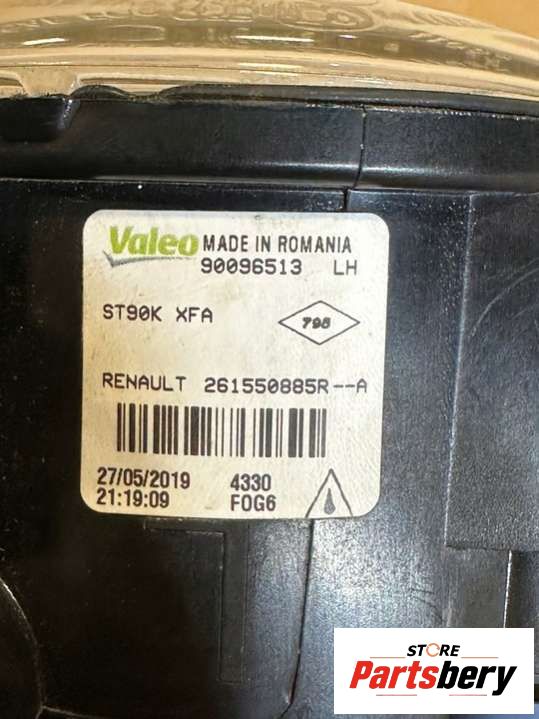 Valeo MADE IN ROMANIA
90096513 LH
ST90K XFA
795
RENAULT 261550885R--A
27/05/2019 4330
21:19:09 FOG6
STORE
Partsbery